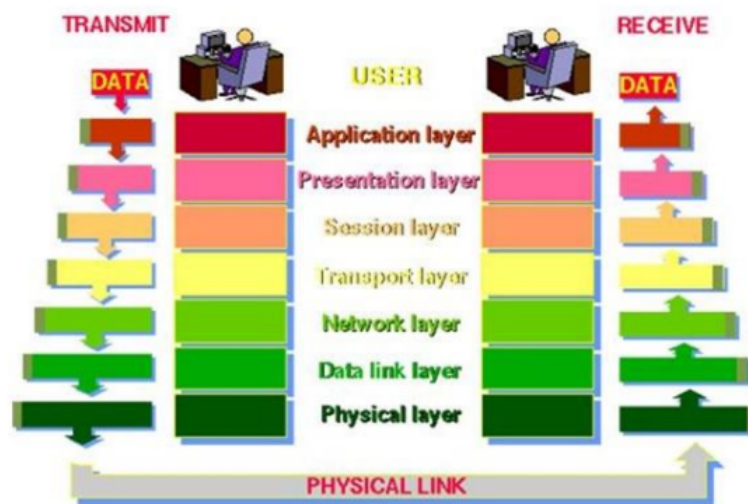 TRANSMIT
RECEIVE
USER
DATA
DATA
Application layer
Presentation layer
Session layer
Transport layer
Network layer
Data link layer
Physical layer
PHYSICAL LINK